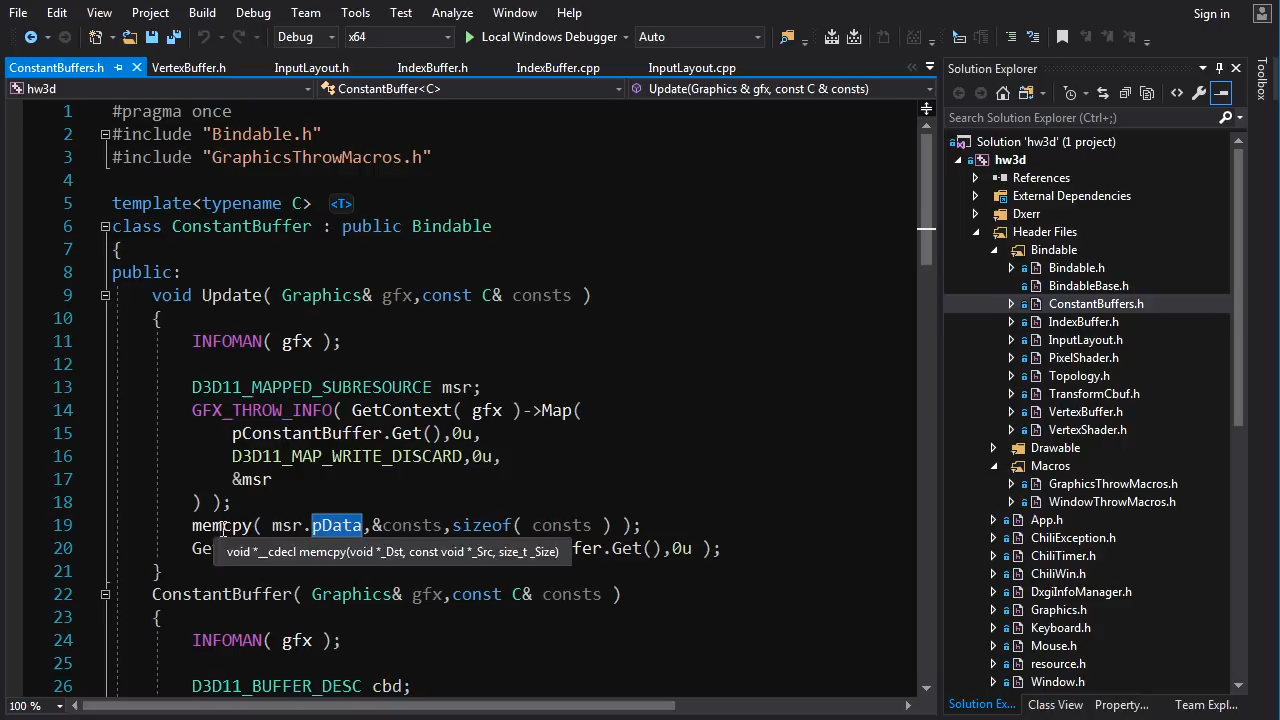 File Edit View Project Build Debug Team Tools Test Analyze Window Help Sign in
Debug x64 Local Windows Debugger Auto
ConstantBuffers.h VertexBuffer.h InputLayout.h IndexBuffer.h IndexBuffer.cpp InputLayout.cpp
hw3d ConstantBuffer<C> Update(Graphics & gfx, const C & consts)
1 #pragma once
2 #include "Bindable.h"
3 #include "GraphicsThrowMacros.h"
4
5 template<typename C> <T>
6 class ConstantBuffer : public Bindable
7 {
8 public:
9 void Update( Graphics& gfx,const C& consts )
10 {
11 INFOMAN( gfx );
12
13 D3D11_MAPPED_SUBRESOURCE msr;
14 GFX_THROW_INFO( GetContext( gfx )->Map(
15 pConstantBuffer.Get(),0u,
16 D3D11_MAP_WRITE_DISCARD,0u,
17 &msr
18 ) );
19 memcpy( msr.pData,&consts,sizeof( consts ) );
20 Ge ffer.Get(),0u );
void *__cdecl memcpy(void *_Dst, const void *_Src, size_t _Size)
21 }
22 ConstantBuffer( Graphics& gfx,const C& consts )
23 {
24 INFOMAN( gfx );
25
26 D3D11_BUFFER_DESC cbd;
100 %
Solution Explorer
Search Solution Explorer (Ctrl+;)
Solution 'hw3d' (1 project)
hw3d
References
External Dependencies
Dxerr
Header Files
Bindable
Bindable.h
BindableBase.h
ConstantBuffers.h
IndexBuffer.h
InputLayout.h
PixelShader.h
Topology.h
TransformCbuf.h
VertexBuffer.h
VertexShader.h
Drawable
Macros
GraphicsThrowMacros.h
WindowThrowMacros.h
App.h
ChiliException.h
ChiliTimer.h
ChiliWin.h
DxgiInfoManager.h
Graphics.h
Keyboard.h
Mouse.h
resource.h
Window.h
Solution Ex... Class View Property... Team Expl...
Toolbox